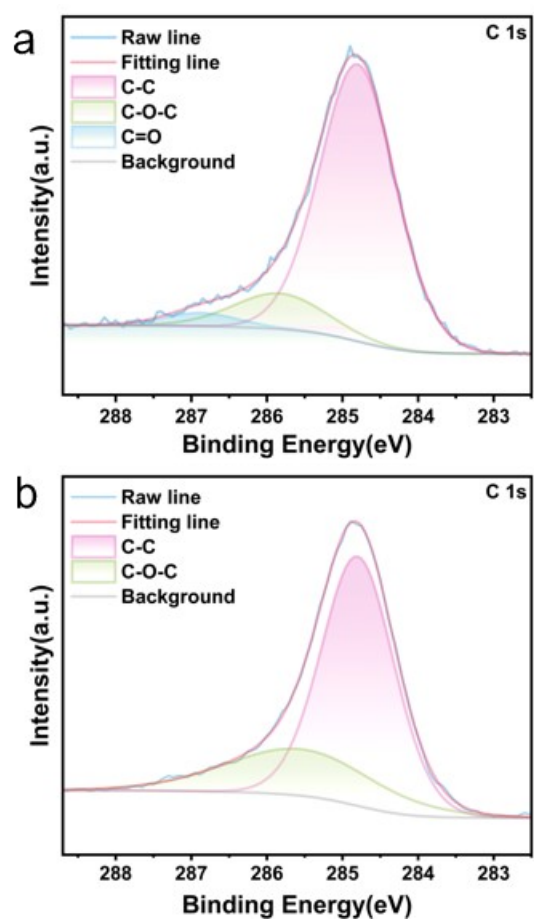 a
C 1s
Raw line
Fitting line
C-C
C-O-C
C=O
Background
Intensity(a.u.)
288 287 286 285 284 283
Binding Energy(eV)
b
C 1s
Raw line
Fitting line
C-C
C-O-C
Background
Intensity(a.u.)
288 287 286 285 284 283
Binding Energy(eV)